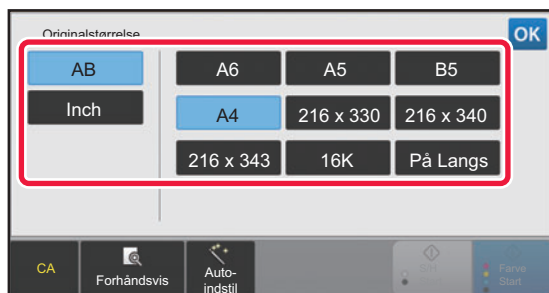 Originalstørrelse
OK
AB
A6
A5
B5
Inch
A4
216 x 330
216 x 340
216 x 343
16K
På Langs
CA
Forhåndsvis
Auto-
indstil
S/H
Farve
Start